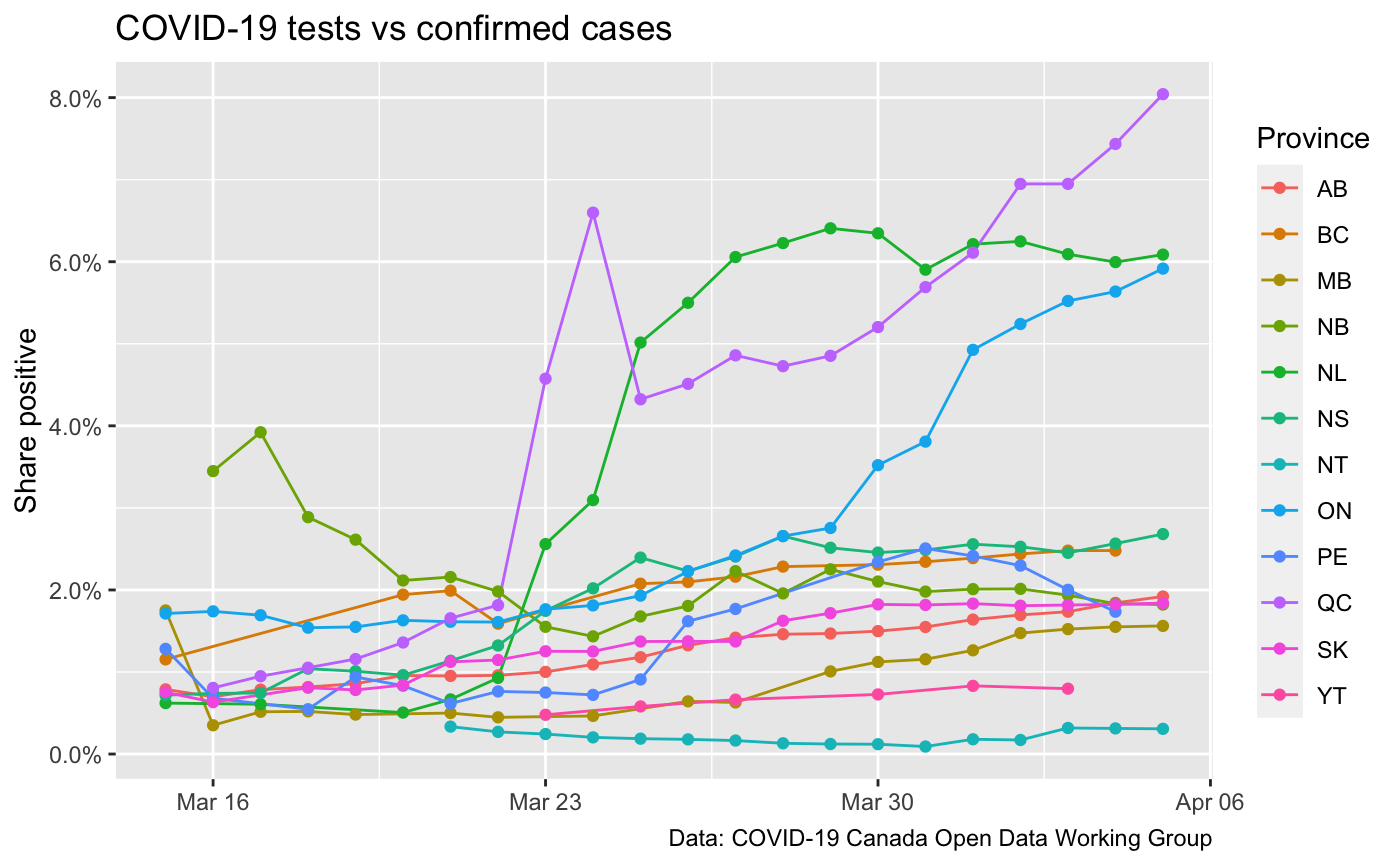 COVID-19 tests vs confirmed cases
8.0%
6.0%
4.0%
2.0%
0.0%
Share positive
Mar 16
Mar 23
Mar 30
Apr 06
Data: COVID-19 Canada Open Data Working Group
Province
AB
BC
MB
NB
NL
NS
NT
ON
PE
QC
SK
YT